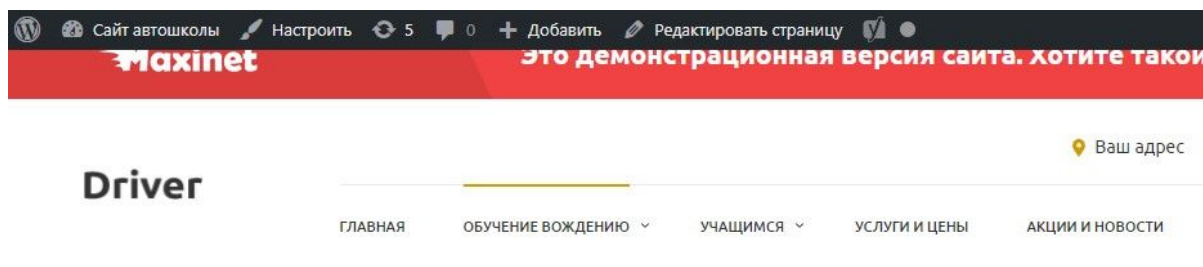 Сайт автошколы Настроить 5 0 + Добавить Редактировать страницу
Maxinet Это демонстрационная версия сайта. Хотите такой
Ваш адрес
Driver
ГЛАВНАЯ ОБУЧЕНИЕ ВОЖДЕНИЮ УЧАЩИМСЯ УСЛУГИ И ЦЕНЫ АКЦИИ И НОВОСТИ